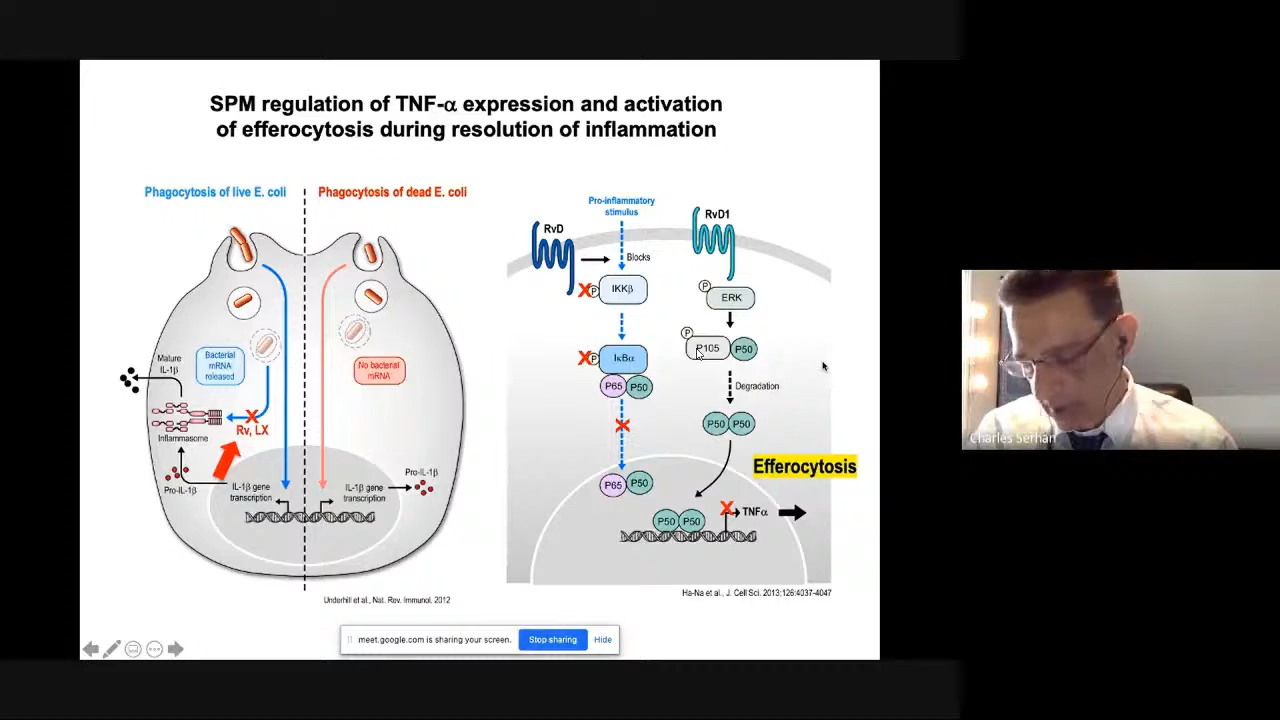 SPM regulation of TNF-α expression and activation
of efferocytosis during resolution of inflammation
Phagocytosis of live E. coli
Phagocytosis of dead E. coli
Bacterial
mRNA
released
No bacterial
mRNA
Mature
IL-1β
X
Rv, LX
Inflammasome
Pro-IL-1β
IL-1β gene
transcription
IL-1β gene
transcription
Pro-IL-1β
Underhill et al., Nat. Rev. Immunol. 2012
Pro-inflammatory
stimulus
RvD
RvD1
Blocks
X
P
IKKβ
P
ERK
P
P105
P50
X
P
IκBα
P65
P50
Degradation
X
P50
P50
Efferocytosis
P65
P50
X
TNFα
P50
P50
Ha-Na et al., J. Cell Sci. 2013;126:4037-4047
meet.google.com is sharing your screen.
Stop sharing
Hide
Charles Serhan